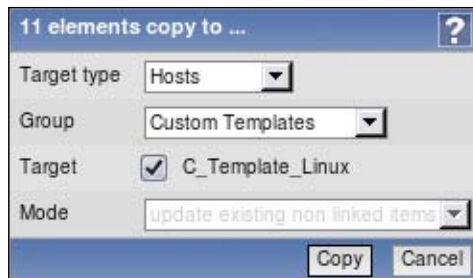 11 elements copy to ... ?
Target type Hosts
Group Custom Templates
Target C_Template_Linux
Mode update existing non linked items
Copy Cancel